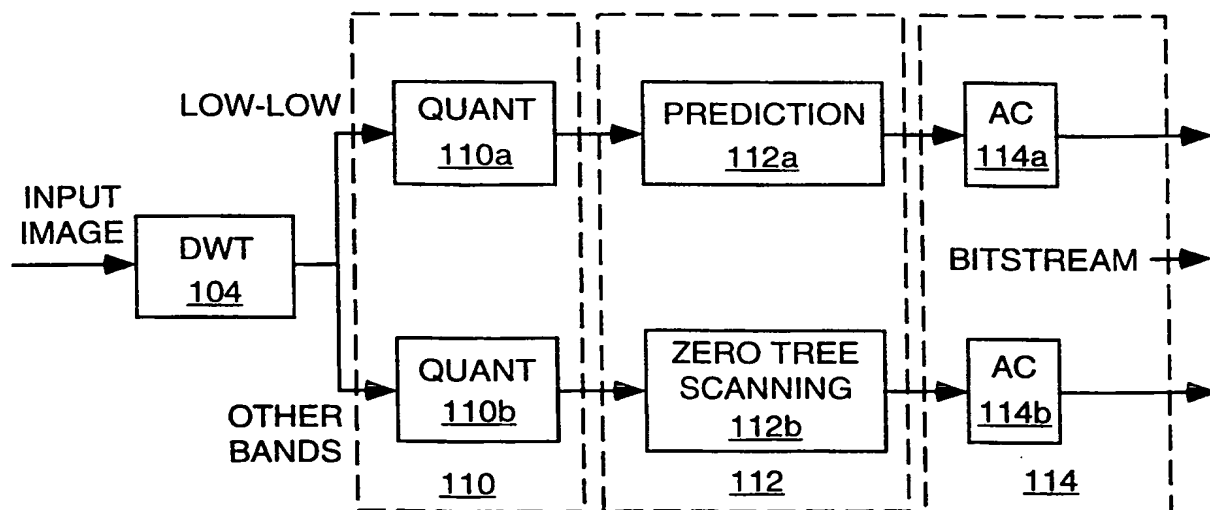 LOW-LOW
QUANT
110a
PREDICTION
112a
AC
114a
INPUT
IMAGE
DWT
104
BITSTREAM
OTHER
BANDS
QUANT
110b
ZERO TREE
SCANNING
112b
AC
114b
110
112
114